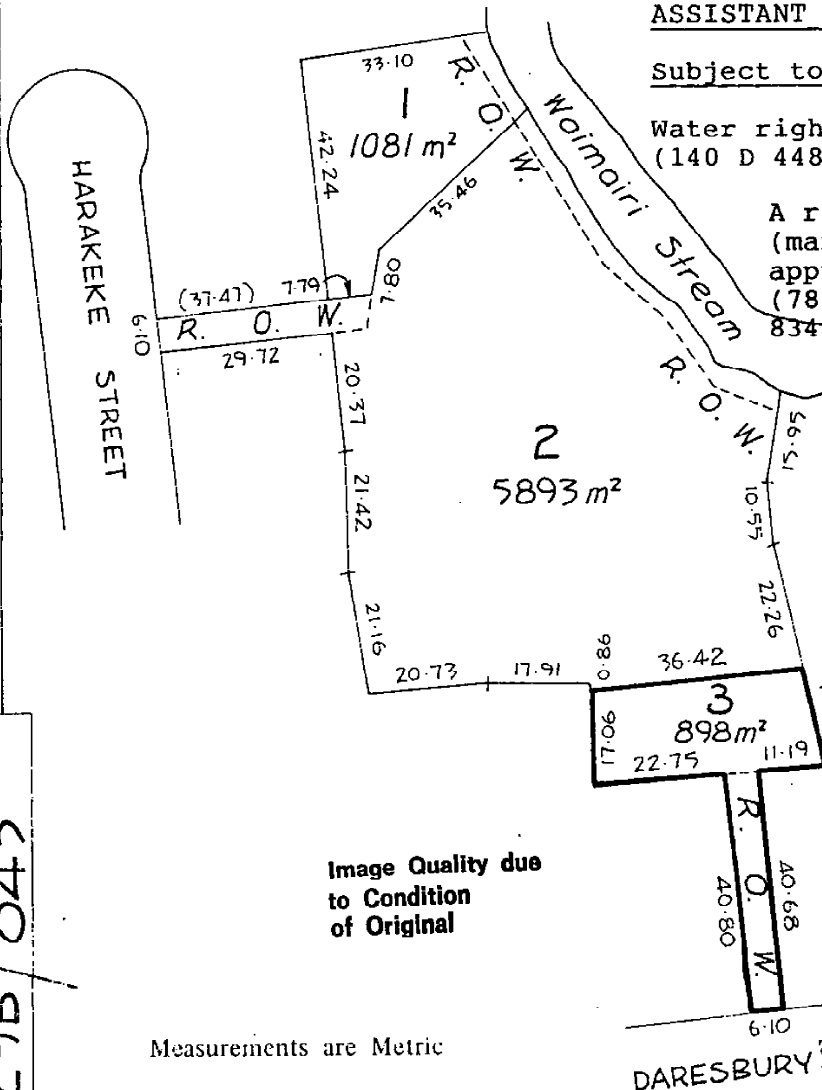 ASSISTANT
Subject to
Water righ
(140 D 448
A r
(ma
app
(78
834
33·10
1
1081 m²
42·24
35·46
R. O. W.
Waimairi Stream
HARAKEKE STREET
(37·47)
7·79
7·80
6·10
R. O. W.
29·72
20·37
21·42
21·16
2
5893 m²
R. O. W.
10·55
22·26
20·73
17·91
0·86
36·42
3
898 m²
17·06
22·75
11·19
R. O. W.
40·80
40·68
6·10
DARESBURY
Image Quality due
to Condition
of Original
Measurements are Metric